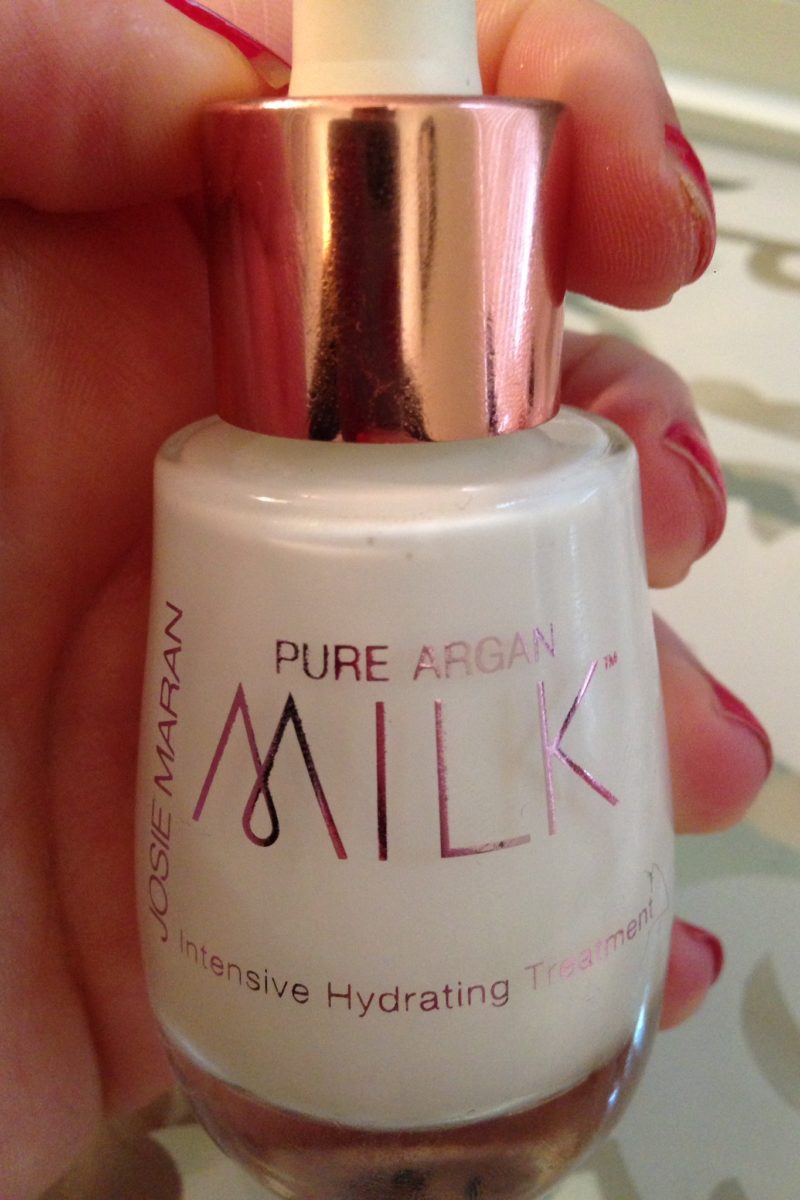 JOSIE MARAN
PURE ARGAN
MILK™
Intensive Hydrating Treatment